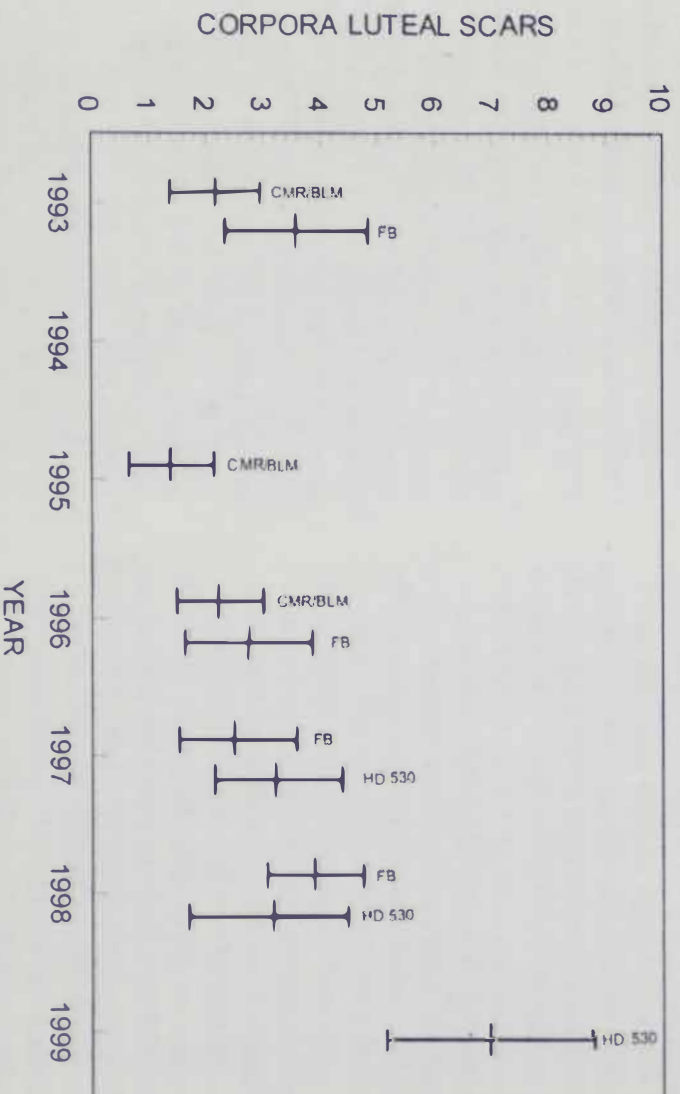 CORPORA LUTEAL SCARS
10
9
8
7
6
5
4
3
2
1
0
CMR/BLM
FB
CMR/BLM
CMR/BLM
FB
FB
HD 530
FB
HD 530
HD 530
1993
1994
1995
1996
1997
1998
1999
YEAR